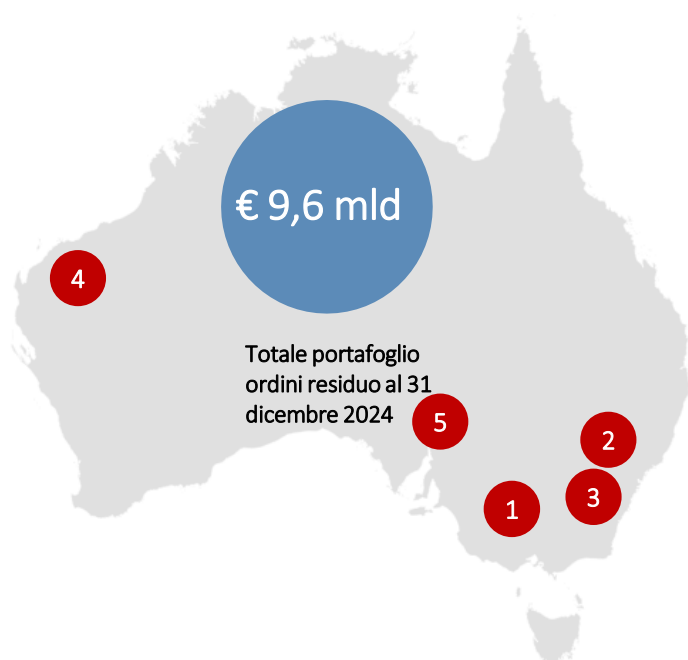 € 9,6 mld
4
Totale portafoglio
ordini residuo al 31
dicembre 2024
5
2
3
1